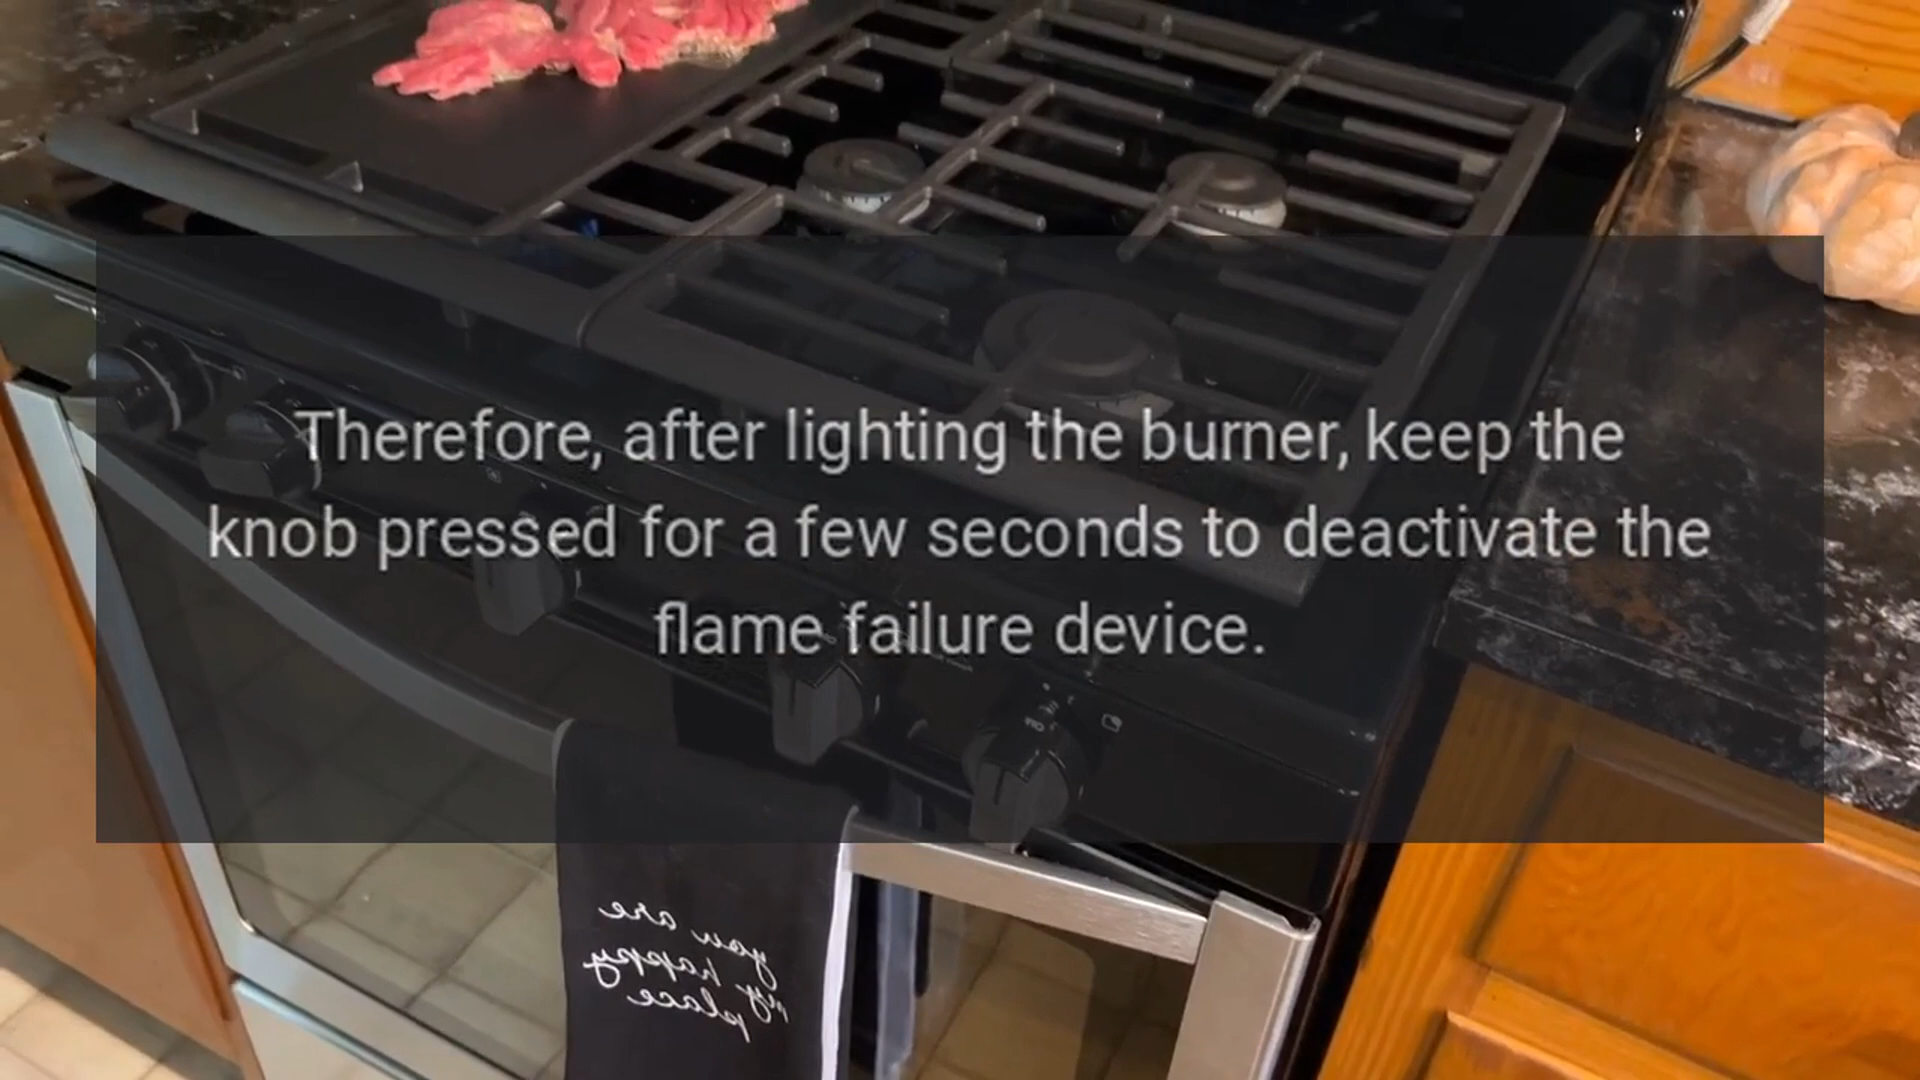 Therefore, after lighting the burner, keep the
knob pressed for a few seconds to deactivate the
flame failure device.
you are
my happy
place